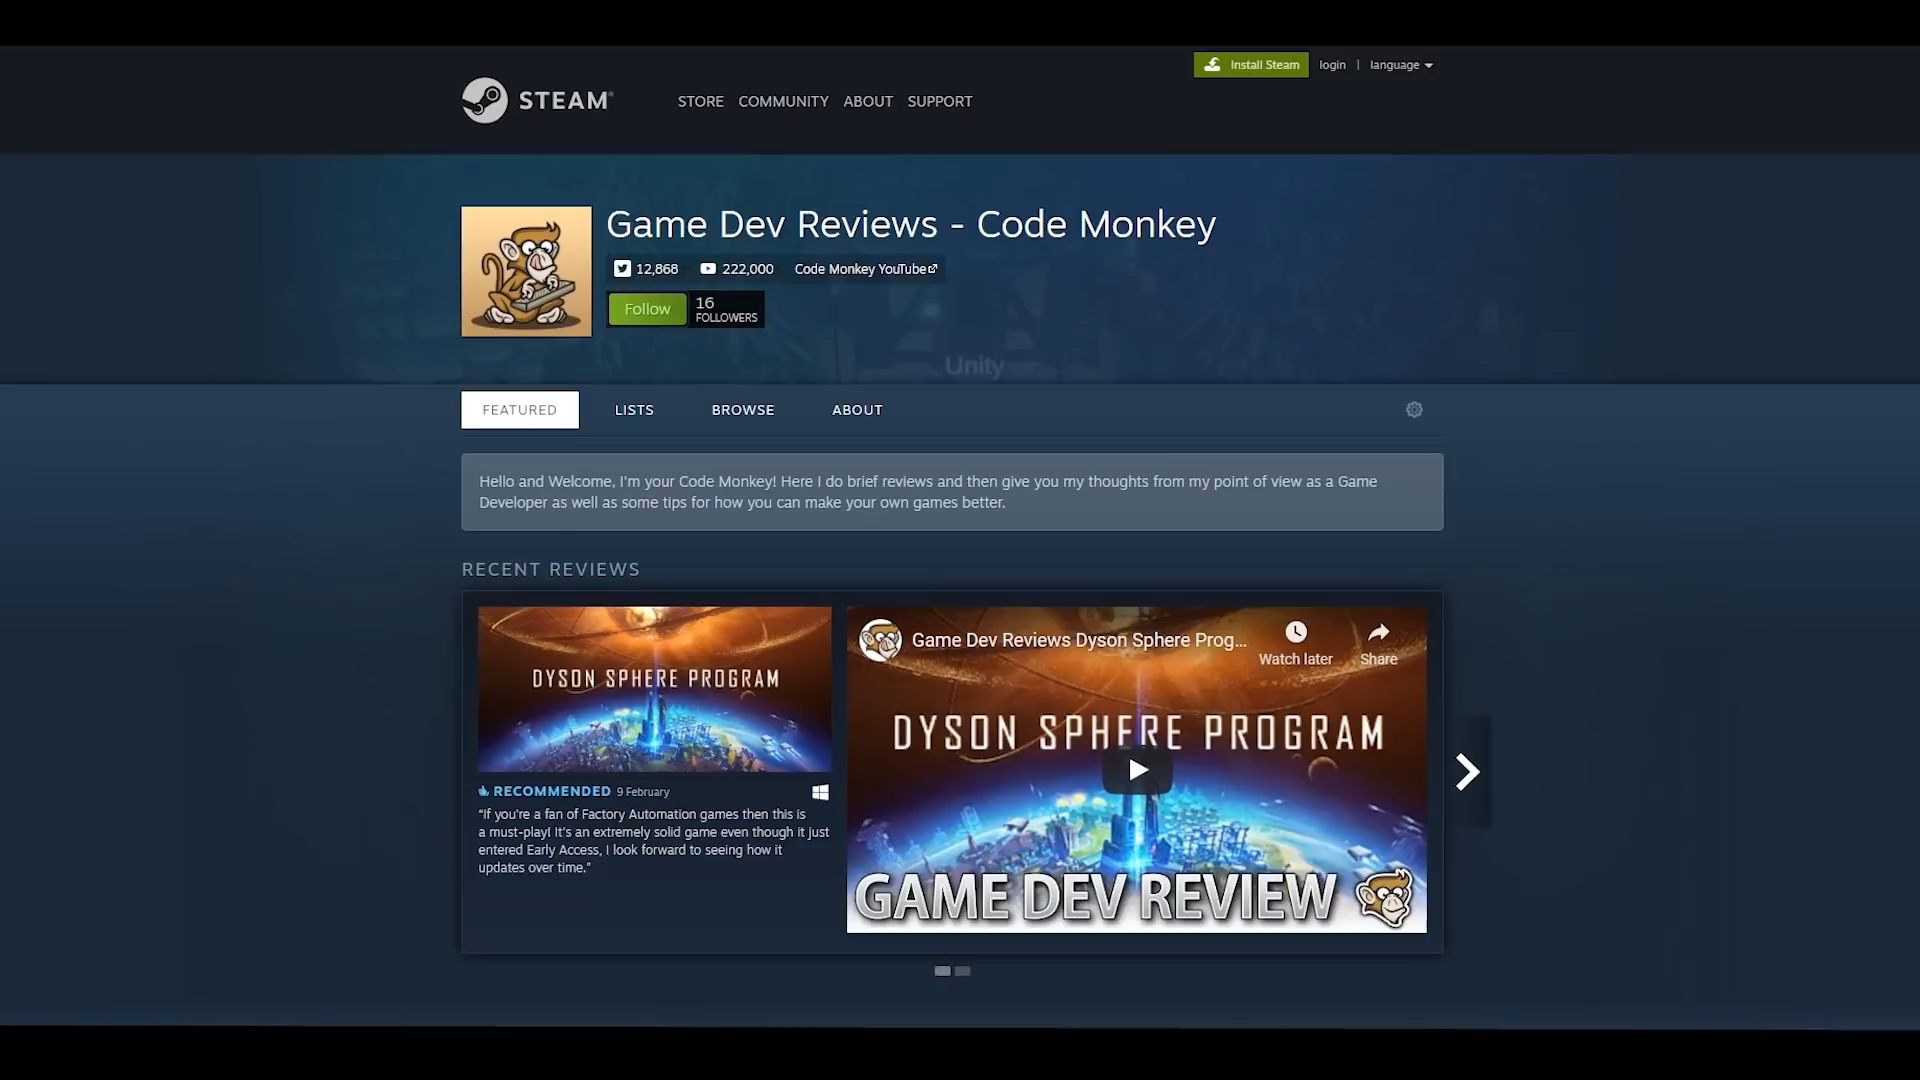 Install Steam login | language
STEAM® STORE COMMUNITY ABOUT SUPPORT
Game Dev Reviews - Code Monkey
12,868 222,000 Code Monkey YouTube
Follow 16 FOLLOWERS
Unity
FEATURED LISTS BROWSE ABOUT
Hello and Welcome, I'm your Code Monkey! Here I do brief reviews and then give you my thoughts from my point of view as a Game
Developer as well as some tips for how you can make your own games better.
RECENT REVIEWS
DYSON SPHERE PROGRAM
RECOMMENDED 9 February
"If you're a fan of Factory Automation games then this is
a must-play! It's an extremely solid game even though it just
entered Early Access, I look forward to seeing how it
updates over time."
Game Dev Reviews Dyson Sphere Prog...
Watch later Share
DYSON SPHERE PROGRAM
GAME DEV REVIEW